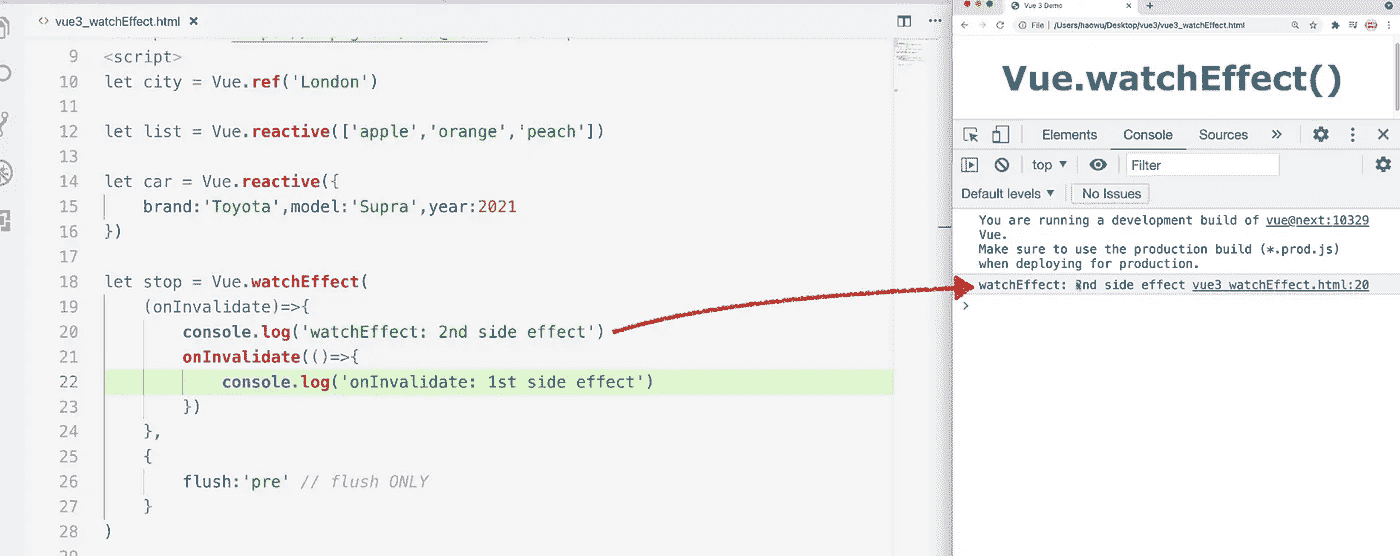 vue3_watchEffect.html
9 <script>
10 let city = Vue.ref('London')
11
12 let list = Vue.reactive(['apple','orange','peach'])
13
14 let car = Vue.reactive({
15 brand:'Toyota',model:'Supra',year:2021
16 })
17
18 let stop = Vue.watchEffect(
19 (onInvalidate)=>{
20 console.log('watchEffect: 2nd side effect')
21 onInvalidate(()=>{
22 console.log('onInvalidate: 1st side effect')
23 })
24 },
25 {
26 flush:'pre' // flush ONLY
27 }
28 )
Vue 3 Demo
File | /Users/haowu/Desktop/vue3/vue3_watchEffect.html
Vue.watchEffect()
Elements Console Sources
top Filter
Default levels No Issues
You are running a development build of vue@next:10329
Vue.
Make sure to use the production build (*.prod.js)
when deploying for production.
watchEffect: 2nd side effect vue3_watchEffect.html:20